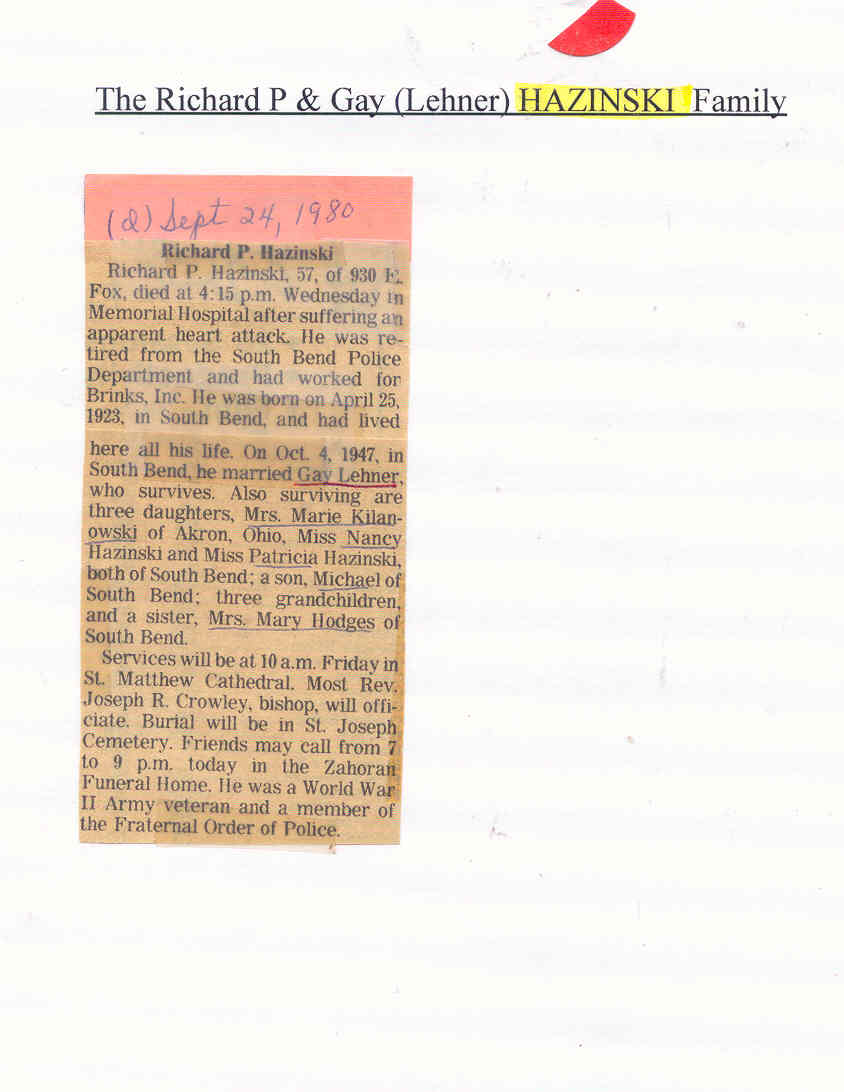 The Richard P & Gay (Lehner) HAZINSKI Family
(d) Sept 24, 1980
Richard P. Hazinski
Richard P. Hazinski, 57, of 930 E.
Fox, died at 4:15 p.m. Wednesday in
Memorial Hospital after suffering an
apparent heart attack. He was re-
tired from the South Bend Police
Department and had worked for
Brinks, Inc. He was born on April 25,
1923, in South Bend, and had lived
here all his life. On Oct. 4, 1947, in
South Bend, he married Gay Lehner,
who survives. Also surviving are
three daughters, Mrs. Marie Kilan-
owski of Akron, Ohio, Miss Nancy
Hazinski and Miss Patricia Hazinski,
both of South Bend; a son, Michael of
South Bend; three grandchildren,
and a sister, Mrs. Mary Hodges of
South Bend.
Services will be at 10 a.m. Friday in
St. Matthew Cathedral. Most Rev.
Joseph R. Crowley, bishop, will offi-
ciate. Burial will be in St. Joseph
Cemetery. Friends may call from 7
to 9 p.m. today in the Zahoran
Funeral Home. He was a World War
II Army veteran and a member of
the Fraternal Order of Police.